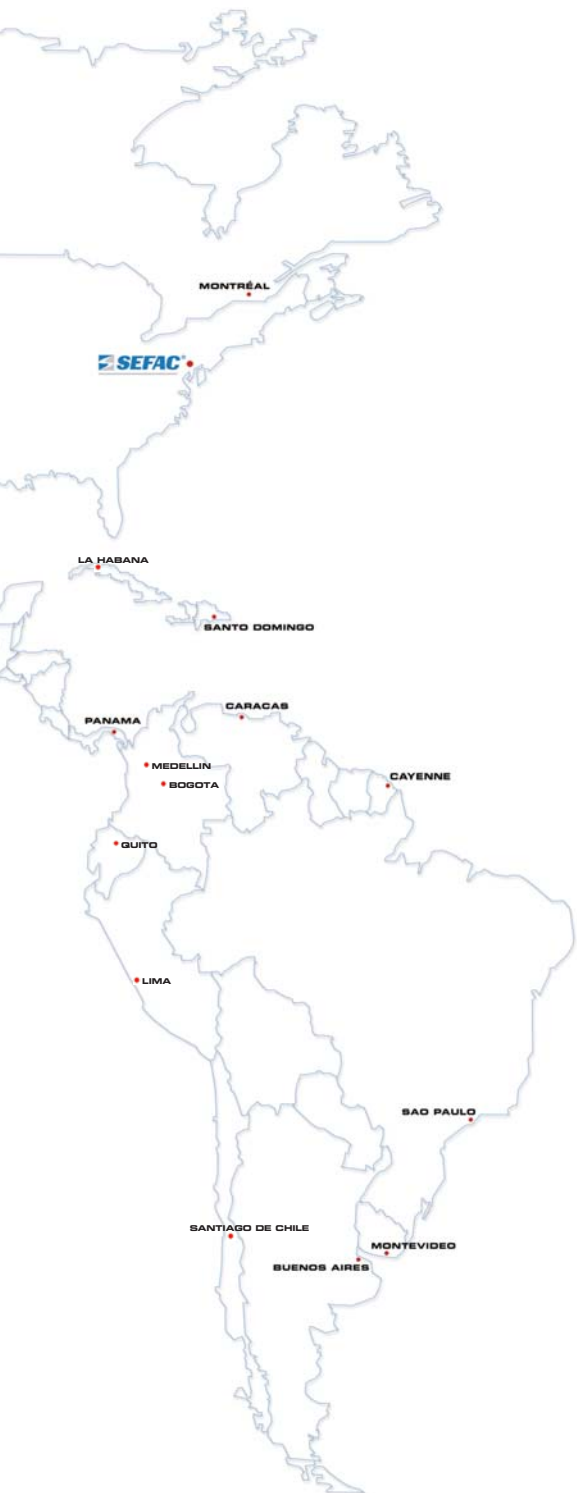 MONTRÉAL
SEFAC®
LA HABANA
SANTO DOMINGO
CARACAS
PANAMA
MEDELLIN
CAYENNE
BOGOTA
QUITO
LIMA
SAO PAULO
SANTIAGO DE CHILE
MONTEVIDEO
BUENOS AIRES